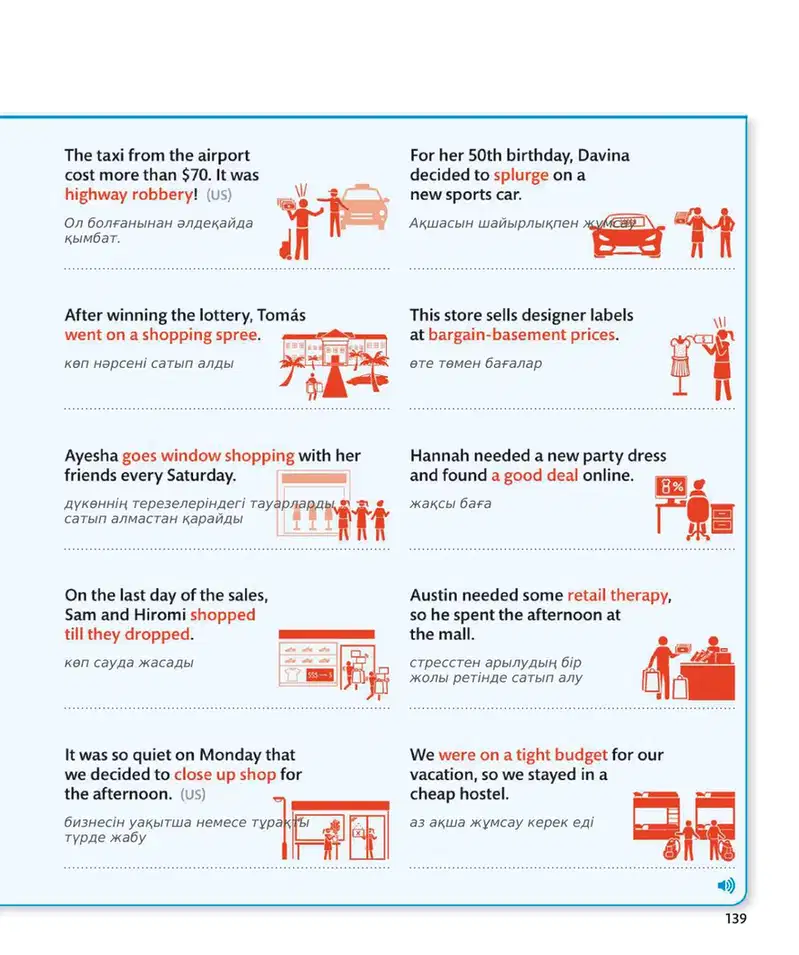 The taxi from the airport
cost more than $70. It was
highway robbery! (US)
Ол болғанынан әлдеқайда
қымбат.
For her 50th birthday, Davina
decided to splurge on a
new sports car.
Ақшасын шайырлықпен жұмсау
After winning the lottery, Tomás
went on a shopping spree.
көп нәрсені сатып алды
This store sells designer labels
at bargain-basement prices.
өте төмен бағалар
Ayesha goes window shopping with her
friends every Saturday.
дүкөннің терезелеріндегі тауарларды
сатып алмастан қарайды
Hannah needed a new party dress
and found a good deal online.
жақсы баға
8%
On the last day of the sales,
Sam and Hiromi shopped
till they dropped.
көп сауда жасады
$$$ → $
Austin needed some retail therapy,
so he spent the afternoon at
the mall.
стресстен арылудың бір
жолы ретінде сатып алу
It was so quiet on Monday that
we decided to close up shop for
the afternoon. (US)
бизнесін уақытша немесе тұрақты
түрде жабу
We were on a tight budget for our
vacation, so we stayed in a
cheap hostel.
аз ақша жұмсау керек еді
139